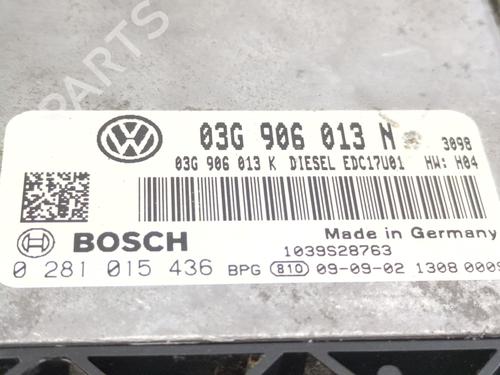 03G 906 013 N 3098
03G 906 013 K DIESEL EDC17U01 HW: H04
Made in Germany
BOSCH
1039S28763
0 281 015 436 BPG 810 09-09-02 1308 0009
PARTS